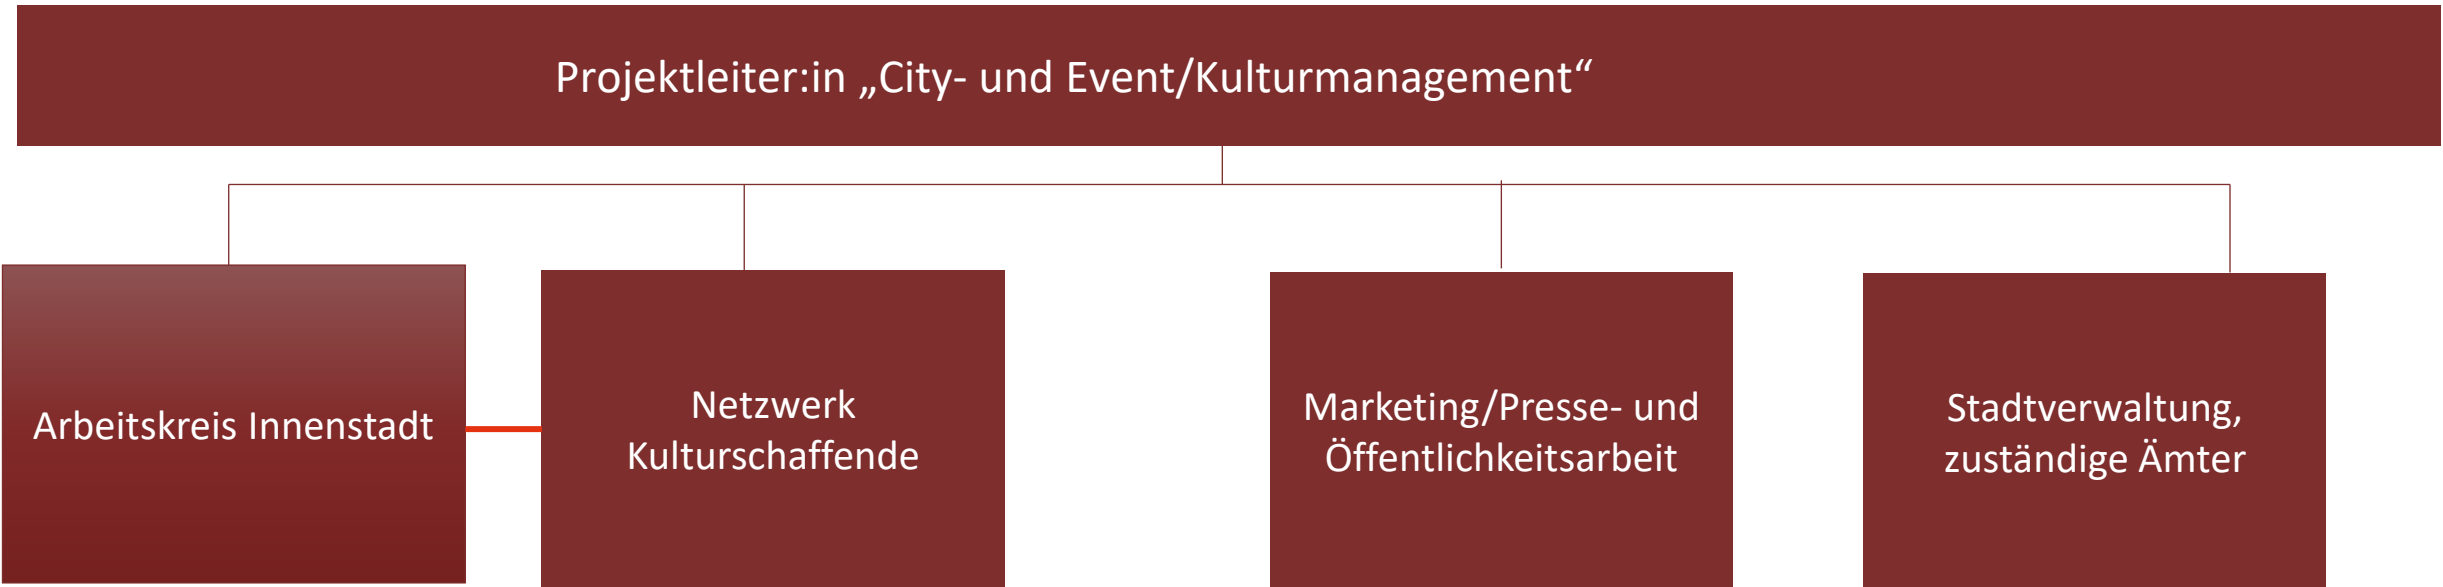 Projektleiter:in „City- und Event/Kulturmanagement“
Arbeitskreis Innenstadt
Netzwerk
Kulturschaffende
Marketing/Presse- und
Öffentlichkeitsarbeit
Stadtverwaltung,
zuständige Ämter